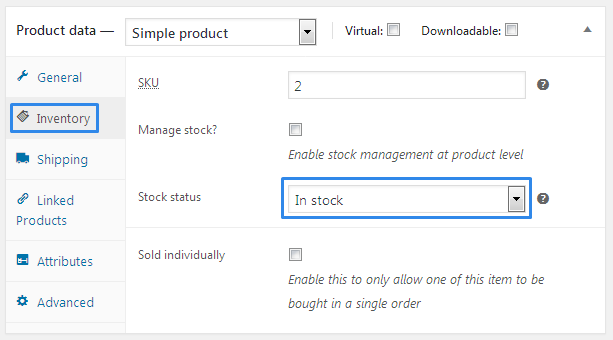 Product data — Simple product Virtual: Downloadable:
General
SKU 2
Inventory
Manage stock?
Enable stock management at product level
Shipping
Stock status In stock
Linked
Products
Sold individually
Enable this to only allow one of this item to be
bought in a single order
Attributes
Advanced